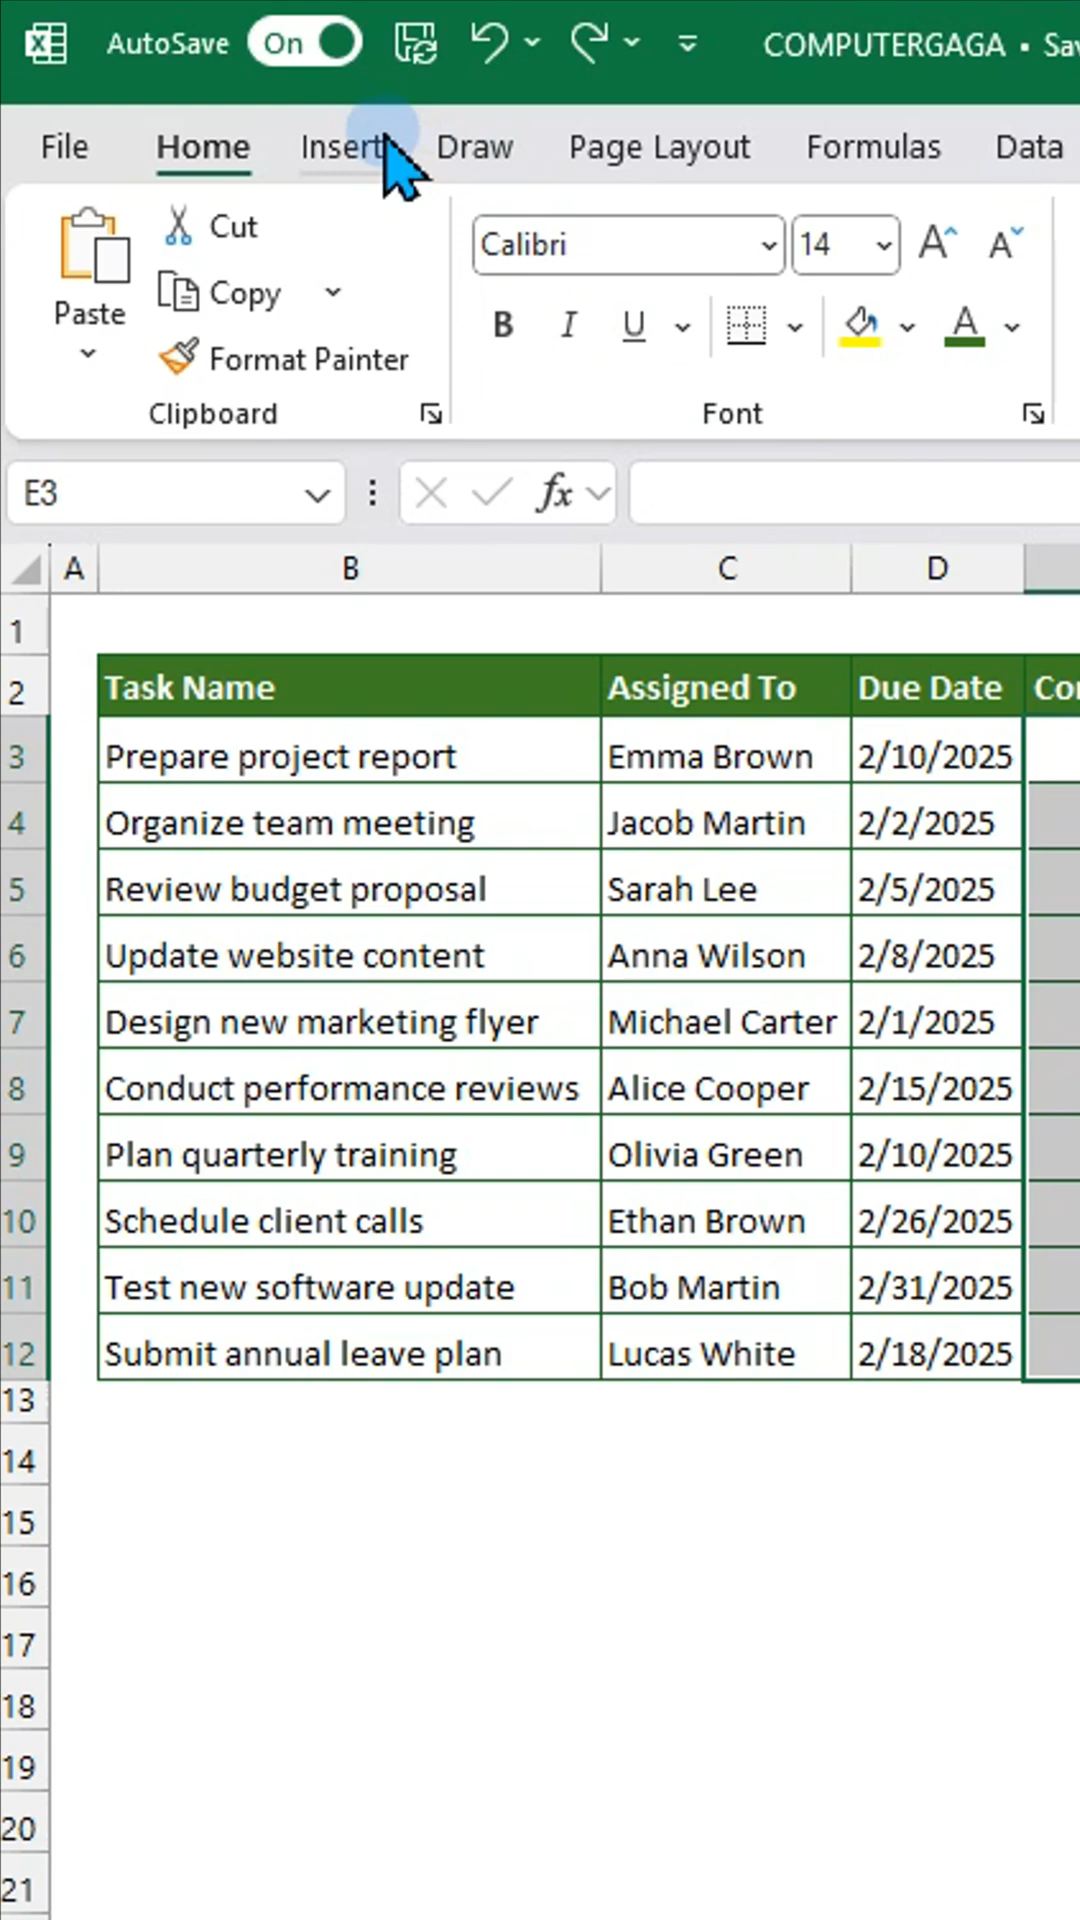 AutoSave On COMPUTERGAGA •
File Home Insert Draw Page Layout Formulas Data
Paste
Cut
Copy
Format Painter
Clipboard
Calibri 14
B I U A
Font
E3 fx
A B C D
1
2 Task Name Assigned To Due Date
3 Prepare project report Emma Brown 2/10/2025
4 Organize team meeting Jacob Martin 2/2/2025
5 Review budget proposal Sarah Lee 2/5/2025
6 Update website content Anna Wilson 2/8/2025
7 Design new marketing flyer Michael Carter 2/1/2025
8 Conduct performance reviews Alice Cooper 2/15/2025
9 Plan quarterly training Olivia Green 2/10/2025
10 Schedule client calls Ethan Brown 2/26/2025
11 Test new software update Bob Martin 2/31/2025
12 Submit annual leave plan Lucas White 2/18/2025
13
14
15
16
17
18
19
20
21